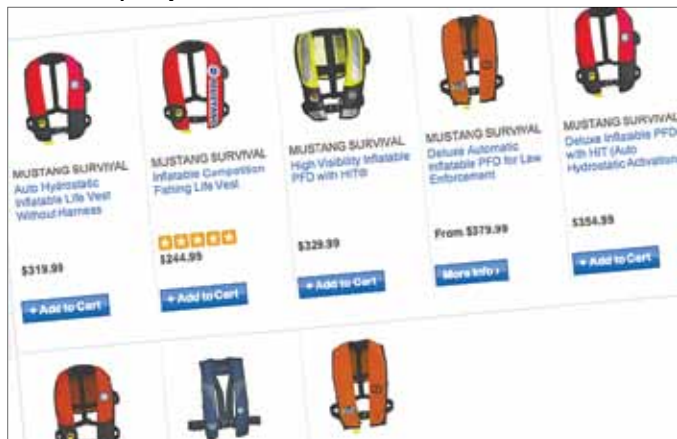 MUSTANG SURVIVAL
Auto Hydrostatic
Inflatable Life Vest
Without Harness
$319.99
+ Add to Cart
MUSTANG
MUSTANG SURVIVAL
Inflatable Competition
Fishing Life Vest
$244.99
+ Add to Cart
MUSTANG SURVIVAL
High Visibility Inflatable
PFD with HIT®
$329.99
+ Add to Cart
MUSTANG SURVIVAL
Deluxe Automatic
Inflatable PFD for Law
Enforcement
From $379.99
More Info ›
MUSTANG SURVIVAL
Deluxe Inflatable PFD
with HIT (Auto
Hydrostatic Activation
$354.99
+ Add to Cart